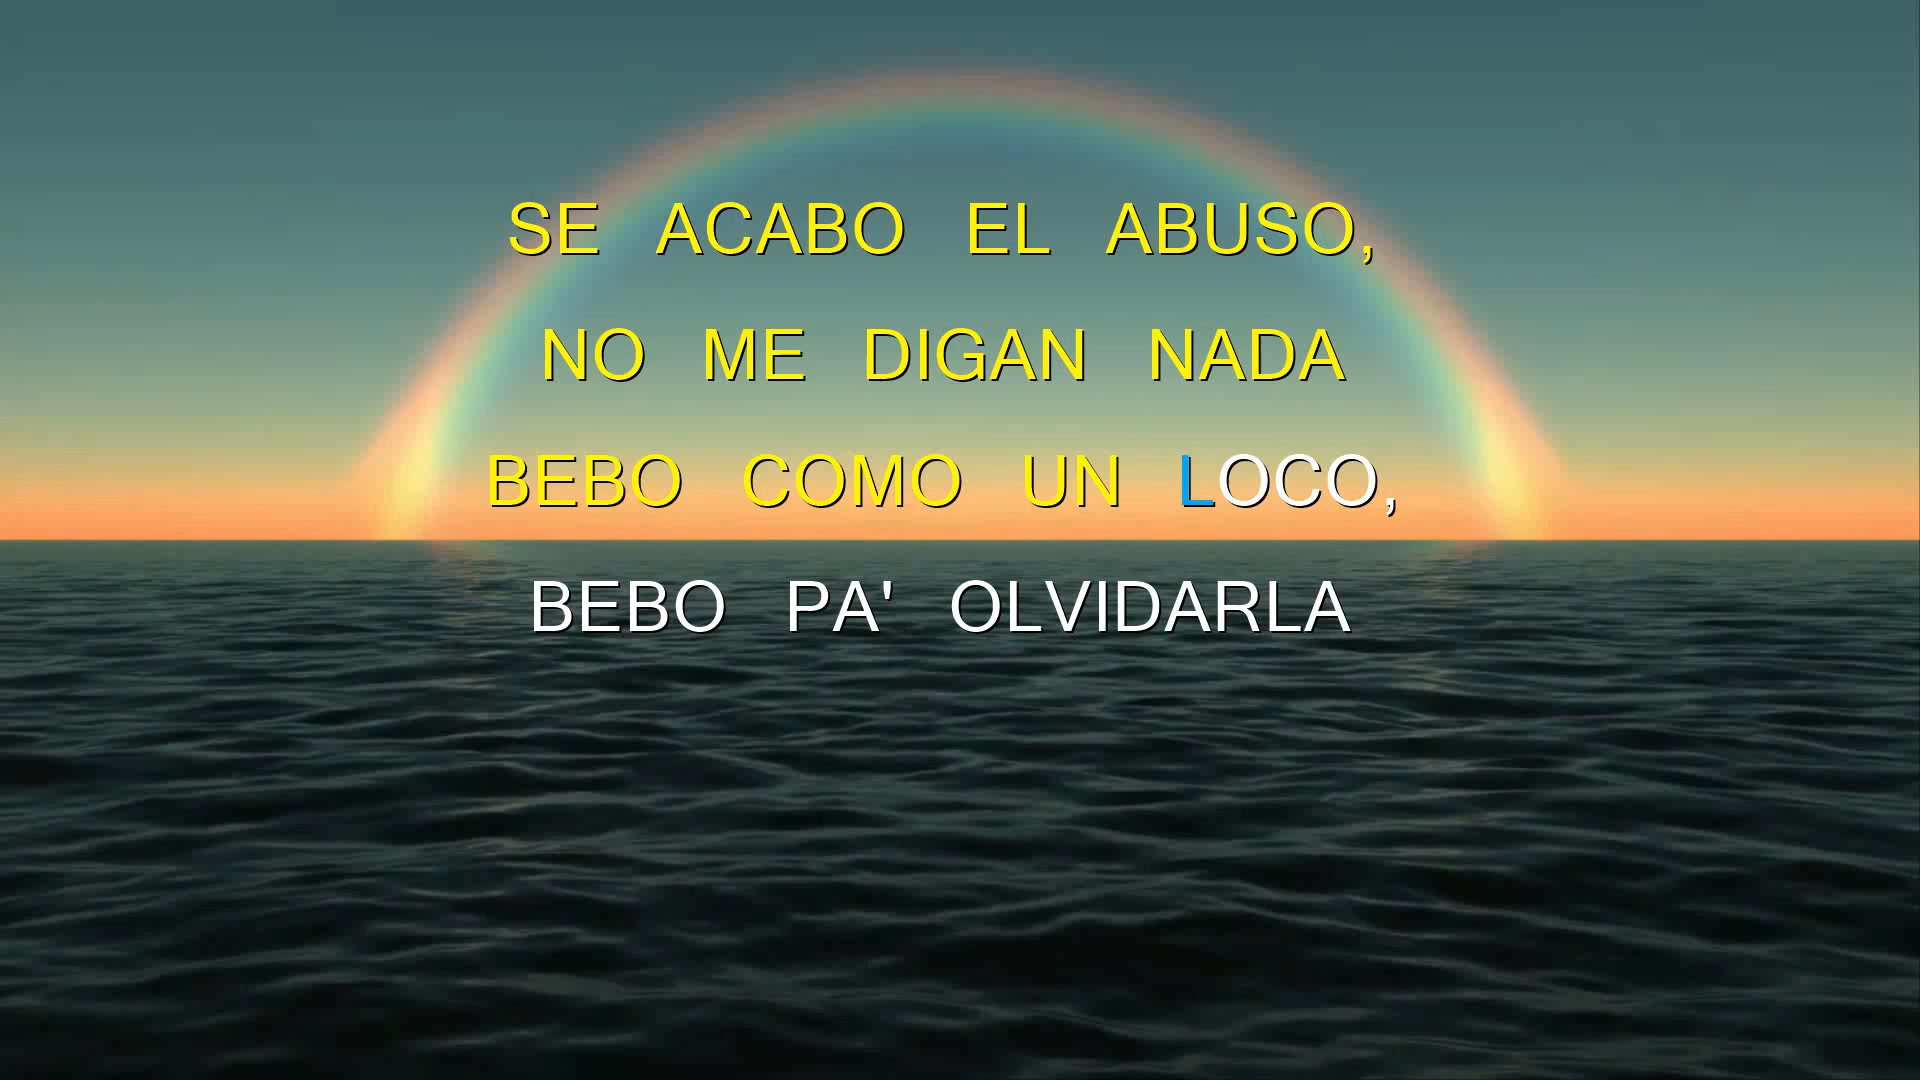 SE ACABO EL ABUSO,
NO ME DIGAN NADA
BEBO COMO UN LOCO,
BEBO PA' OLVIDARLA